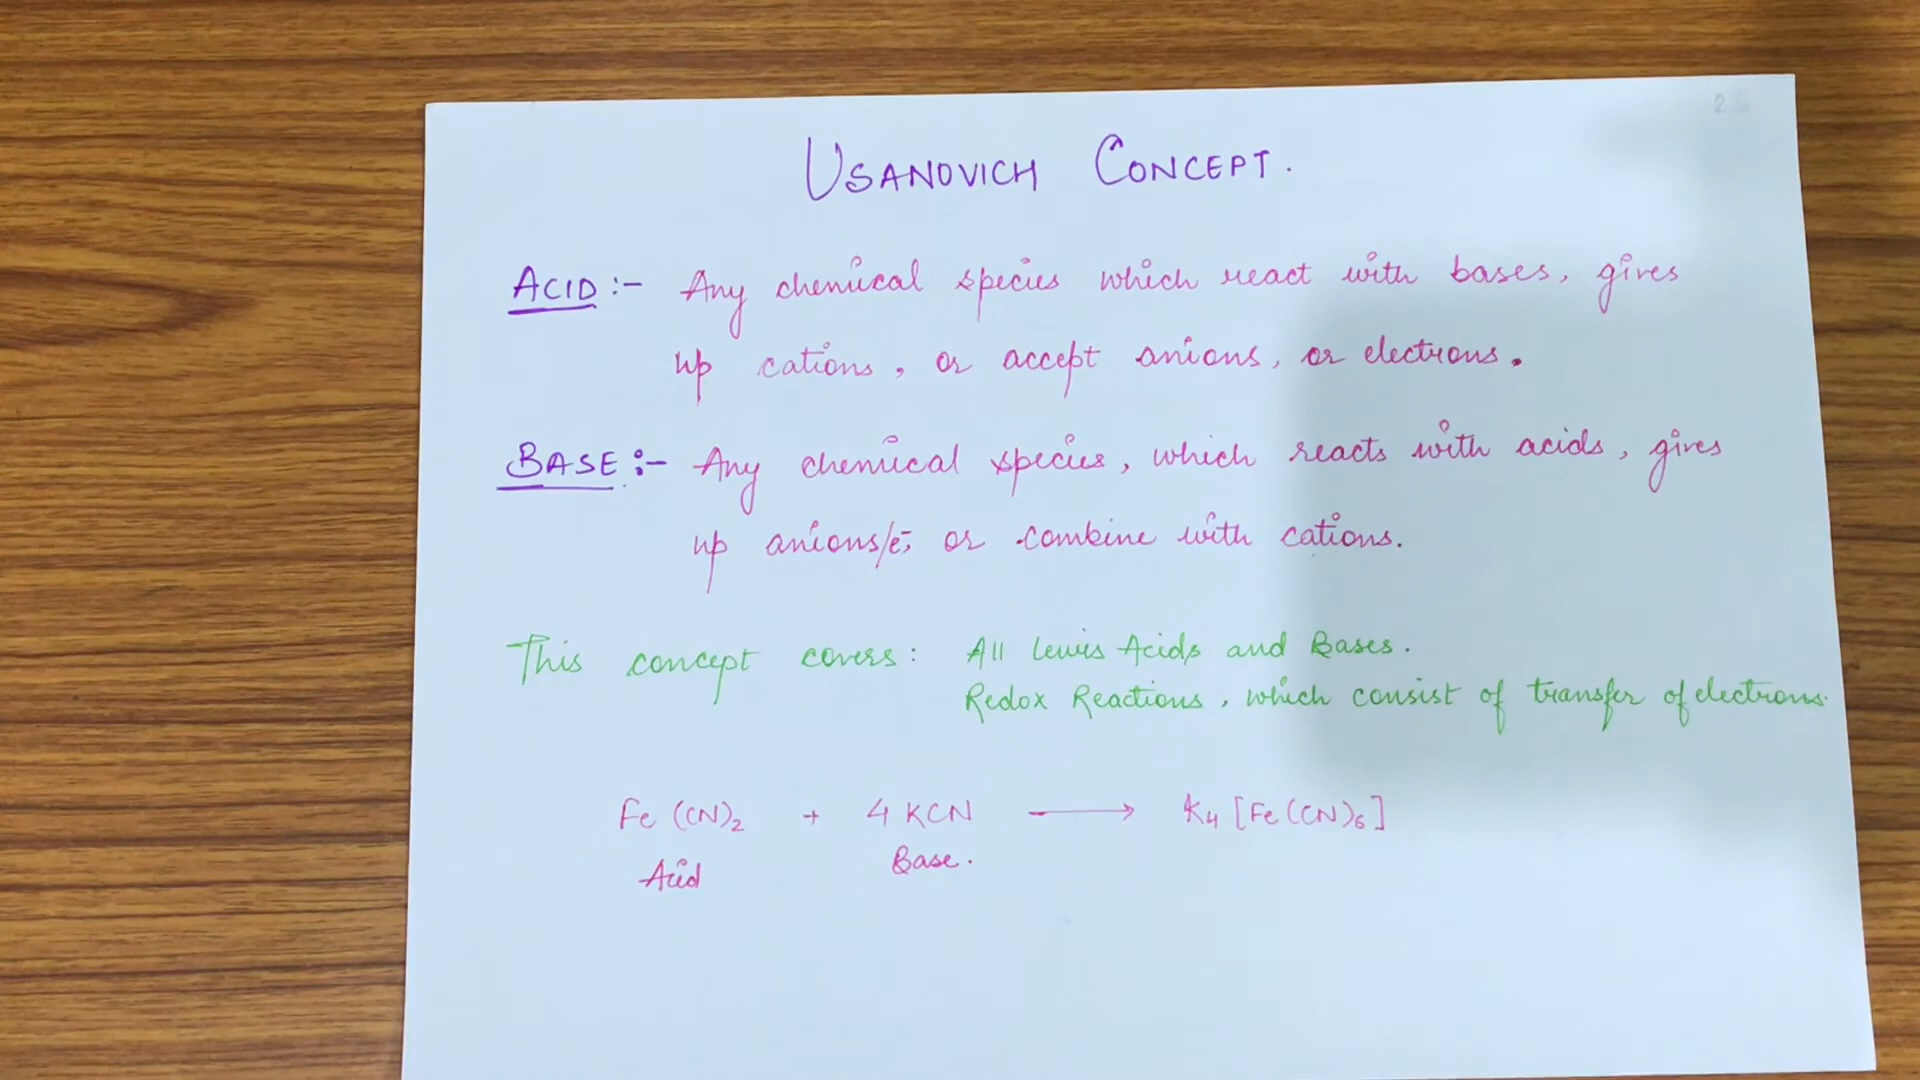 USANOVICH CONCEPT.
ACID :- Any chemical species which react with bases, gives
up cations, or accept anions, or electrons.
BASE :- Any chemical species, which reacts with acids, gives
up anions/e⁻, or combine with cations.
This concept covers: All Lewis Acids and Bases.
Redox Reactions, which consist of transfer of electrons.
Fe (CN)₂ + 4 KCN ⟶ K₄ [Fe(CN)₆]
Acid Base.